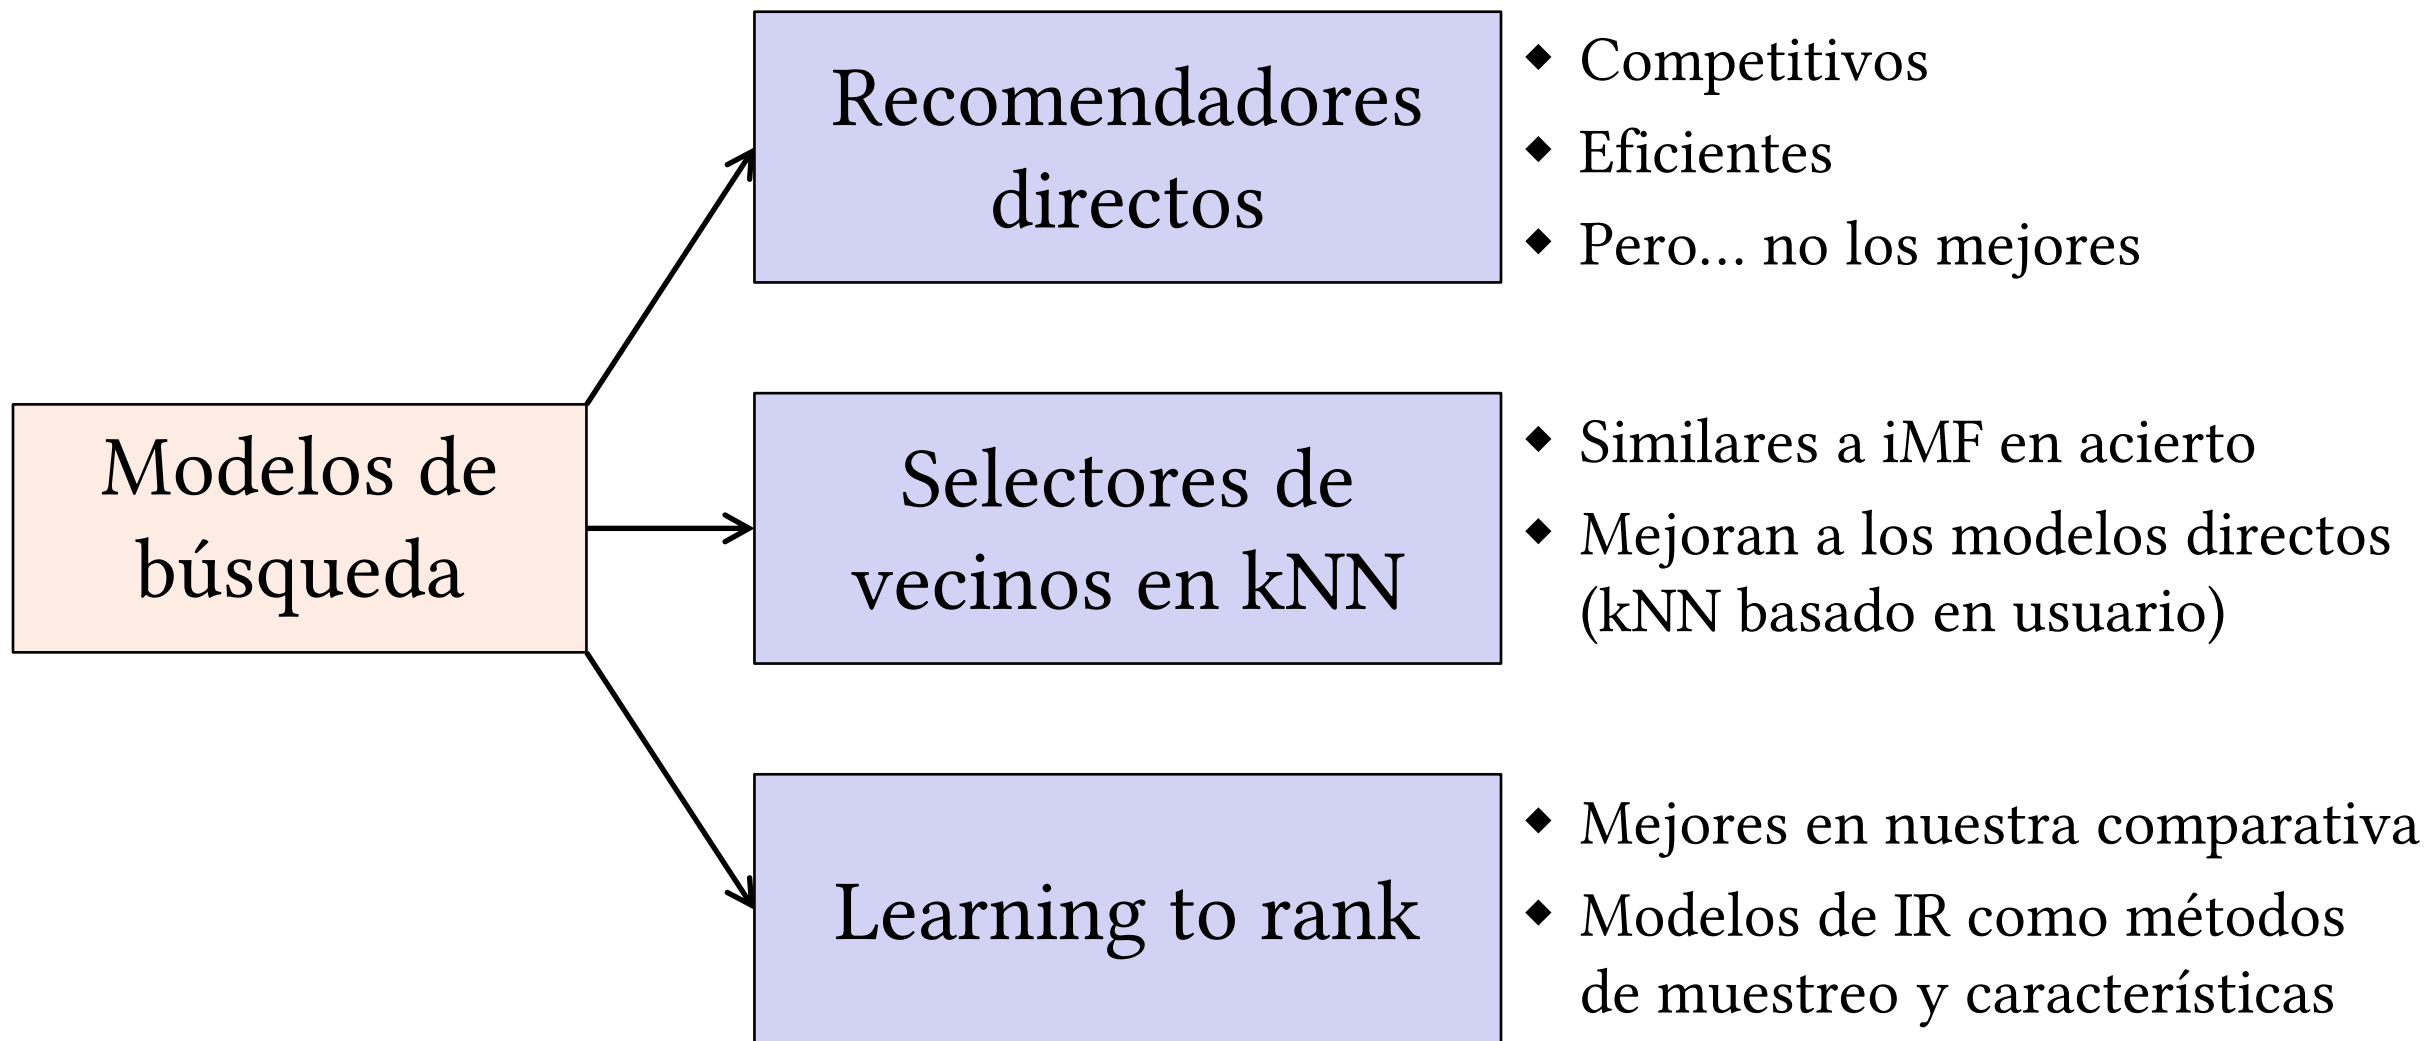 Recomendadores
directos
◆ Competitivos
◆ Eficientes
◆ Pero... no los mejores
Modelos de
búsqueda
Selectores de
vecinos en kNN
◆ Similares a iMF en acierto
◆ Mejoran a los modelos directos
(kNN basado en usuario)
Learning to rank
◆ Mejores en nuestra comparativa
◆ Modelos de IR como métodos
de muestreo y características